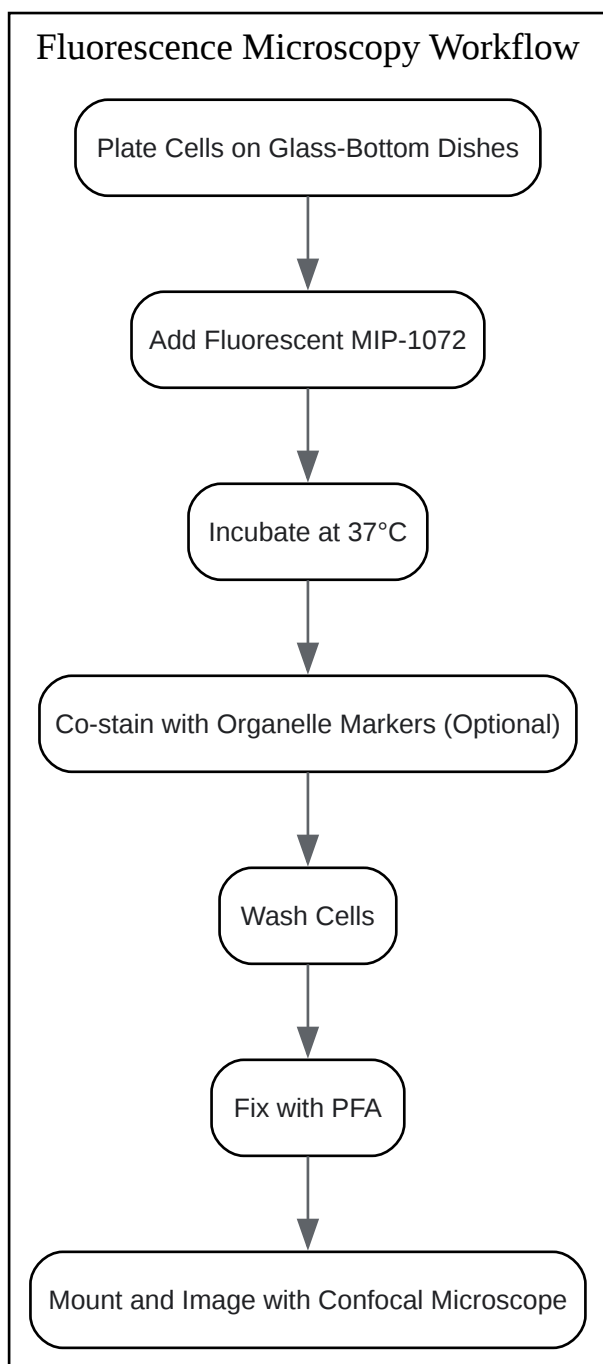 Fluorescence Microscopy Workflow
Plate Cells on Glass-Bottom Dishes
Add Fluorescent MIP-1072
Incubate at 37°C
Co-stain with Organelle Markers (Optional)
Wash Cells
Fix with PFA
Mount and Image with Confocal Microscope